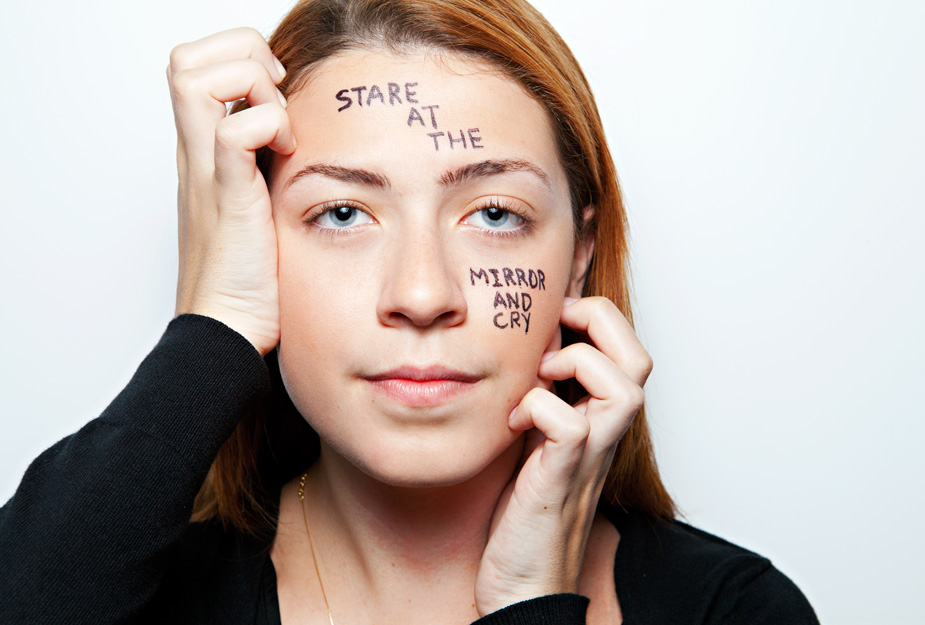 STARE
AT
THE
MIRROR
AND
CRY